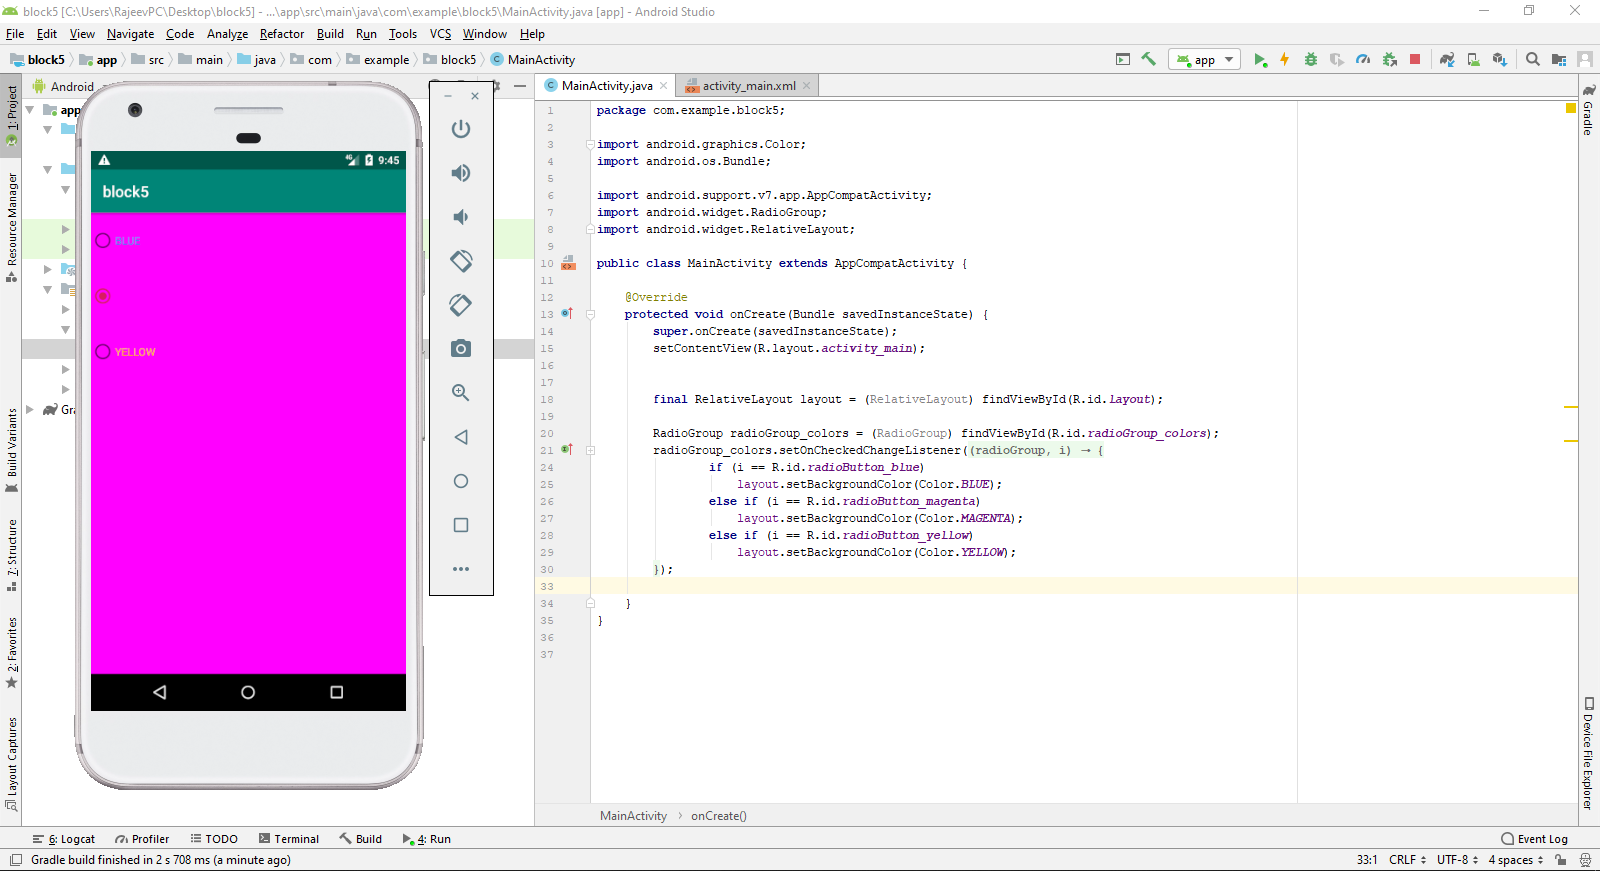 block5 [C:\Users\RajeevPC\Desktop\block5] - ...\app\src\main\java\com\example\block5\MainActivity.java [app] - Android Studio
File Edit View Navigate Code Analyze Refactor Build Run Tools VCS Window Help
block5 app src main java com example block5 MainActivity
app
1: Project
Resource Manager
Build Variants
7: Structure
2: Favorites
Layout Captures
Android
app
Gra
9:45
block5
BLUE
YELLOW
MainActivity.java activity_main.xml
1 package com.example.block5;
2
3 import android.graphics.Color;
4 import android.os.Bundle;
5
6 import android.support.v7.app.AppCompatActivity;
7 import android.widget.RadioGroup;
8 import android.widget.RelativeLayout;
9
10 public class MainActivity extends AppCompatActivity {
11
12 @Override
13 protected void onCreate(Bundle savedInstanceState) {
14 super.onCreate(savedInstanceState);
15 setContentView(R.layout.activity_main);
16
17
18 final RelativeLayout layout = (RelativeLayout) findViewById(R.id.layout);
19
20 RadioGroup radioGroup_colors = (RadioGroup) findViewById(R.id.radioGroup_colors);
21 radioGroup_colors.setOnCheckedChangeListener((radioGroup, i) → {
24 if (i == R.id.radioButton_blue)
25 layout.setBackgroundColor(Color.BLUE);
26 else if (i == R.id.radioButton_magenta)
27 layout.setBackgroundColor(Color.MAGENTA);
28 else if (i == R.id.radioButton_yellow)
29 layout.setBackgroundColor(Color.YELLOW);
30 });
33
34 }
35 }
36
37
MainActivity › onCreate()
Gradle
Device File Explorer
6: Logcat Profiler TODO Terminal Build 4: Run Event Log
Gradle build finished in 2 s 708 ms (a minute ago) 33:1 CRLF UTF-8 4 spaces